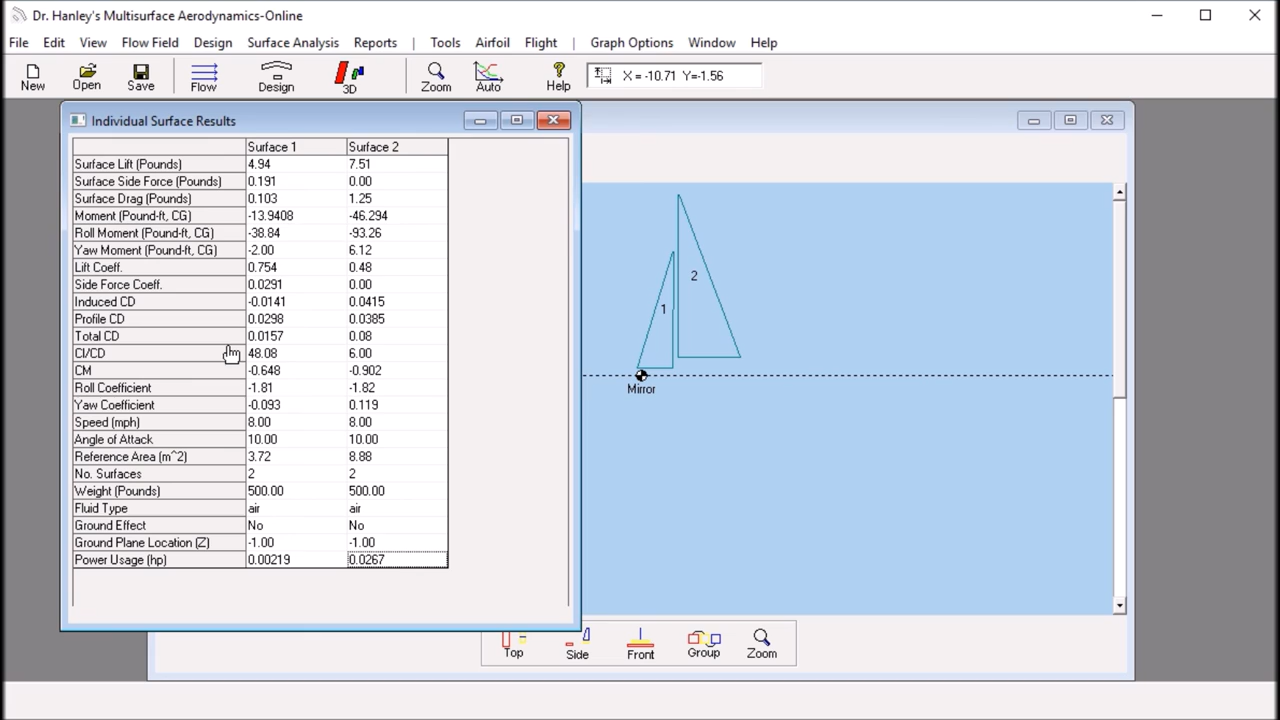 Dr. Hanley's Multisurface Aerodynamics-Online
File Edit View Flow Field Design Surface Analysis Reports | Tools Airfoil Flight | Graph Options Window Help
New Open Save Flow Design 3D Zoom Auto Help X = -10.71 Y=-1.56
Individual Surface Results
Surface 1 Surface 2
Surface Lift (Pounds) 4.94 7.51
Surface Side Force (Pounds) 0.191 0.00
Surface Drag (Pounds) 0.103 1.25
Moment (Pound-ft, CG) -13.9408 -46.294
Roll Moment (Pound-ft, CG) -38.84 -93.26
Yaw Moment (Pound-ft, CG) -2.00 6.12
Lift Coeff. 0.754 0.48
Side Force Coeff. 0.0291 0.00
Induced CD -0.0141 0.0415
Profile CD 0.0298 0.0385
Total CD 0.0157 0.08
Cl/CD 48.08 6.00
CM -0.648 -0.902
Roll Coefficient -1.81 -1.82
Yaw Coefficient -0.093 0.119
Speed (mph) 8.00 8.00
Angle of Attack 10.00 10.00
Reference Area (m^2) 3.72 8.88
No. Surfaces 2 2
Weight (Pounds) 500.00 500.00
Fluid Type air air
Ground Effect No No
Ground Plane Location (Z) -1.00 -1.00
Power Usage (hp) 0.00219 0.0267
2
1
Mirror
Top Side Front Group Zoom